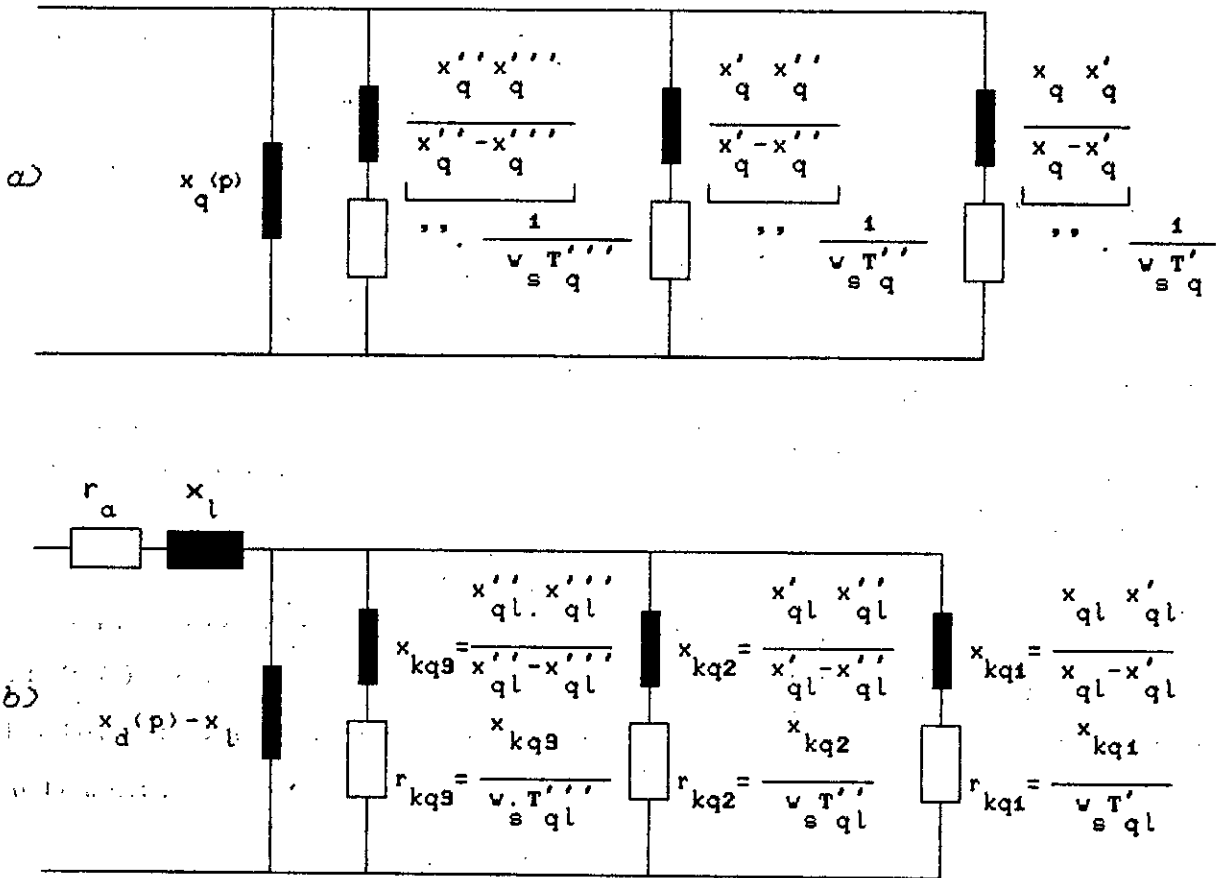 a)
x_q(p)
x''_q x'''_q
x''_q - x'''_q
,, . 1
w_s T'''_q
x'_q x''_q
x'_q - x''_q
,, 1
w_s T''_q
x_q x'_q
x_q - x'_q
,, . 1
w_s T'_q
b)
r_a
x_l
x_d(p) - x_l
x_kq3 = x''_ql . x'''_ql
x''_ql - x'''_ql
r_kq3 = x_kq3
w_s . T'''_ql
x_kq2 = x'_ql x''_ql
x'_ql - x''_ql
r_kq2 = x_kq2
w_s T''_ql
x_kq1 = x_ql x'_ql
x_ql - x'_ql
r_kq1 = x_kq1
w_s T'_ql